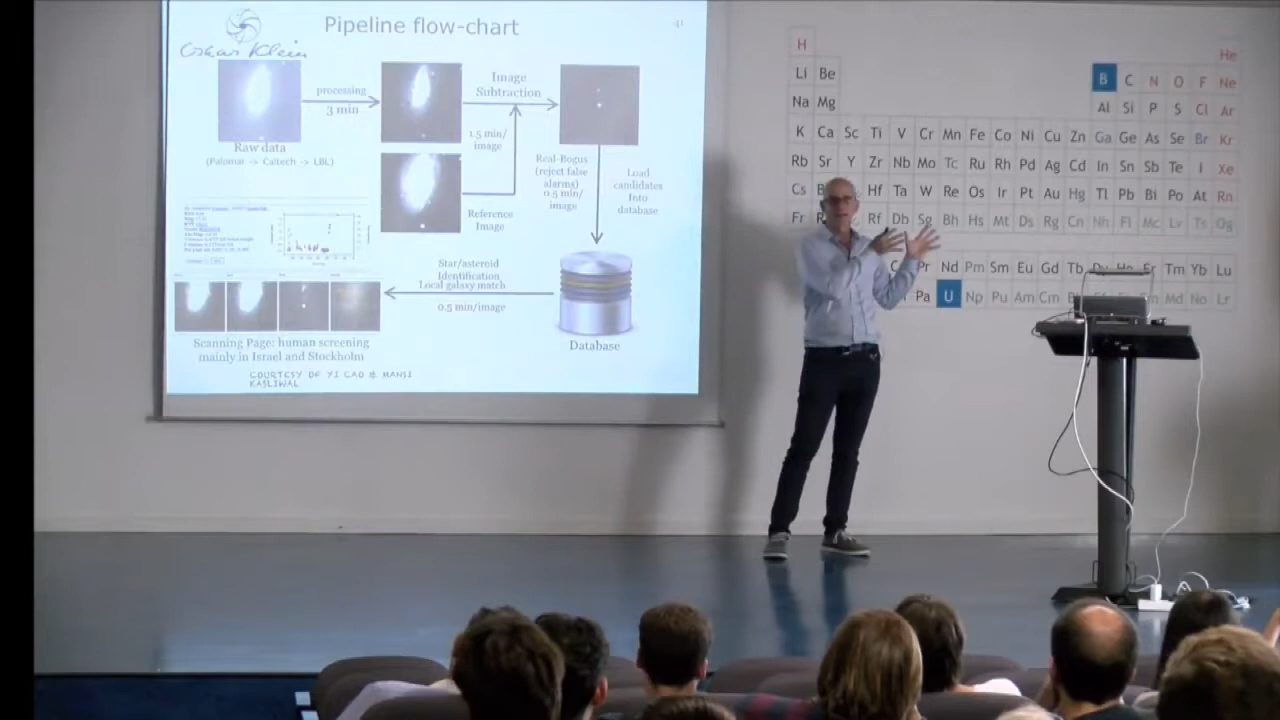 Pipeline flow-chart
41
Oskar Klein
processing
3 min
Image
Subtraction
1.5 min/
image
Raw data
(Palomar -> Caltech -> LBL)
Reference
Image
Real-Bogus
(reject false
alarms)
0.5 min/
image
Load
candidates
Into
database
Star/asteroid
Identification
Local galaxy match
0.5 min/image
Database
Scanning Page: human screening
mainly in Israel and Stockholm
COURTESY OF YI CAO & MANSI
KASLIWAL
H He
Li Be B C N O F Ne
Na Mg Al Si P S Cl Ar
K Ca Sc Ti V Cr Mn Fe Co Ni Cu Zn Ga Ge As Se Br Kr
Rb Sr Y Zr Nb Mo Tc Ru Rh Pd Ag Cd In Sn Sb Te I Xe
Cs Hf Ta W Re Os Ir Pt Au Hg Tl Pb Bi Po At Rn
Fr Rf Db Sg Bh Hs Mt Ds Rg Cn Nh Fl Mc Lv Ts Og
Pr Nd Pm Sm Eu Gd Tb Dy Ho Er Tm Yb Lu
Pa U Np Pu Am Cm Md No Lr